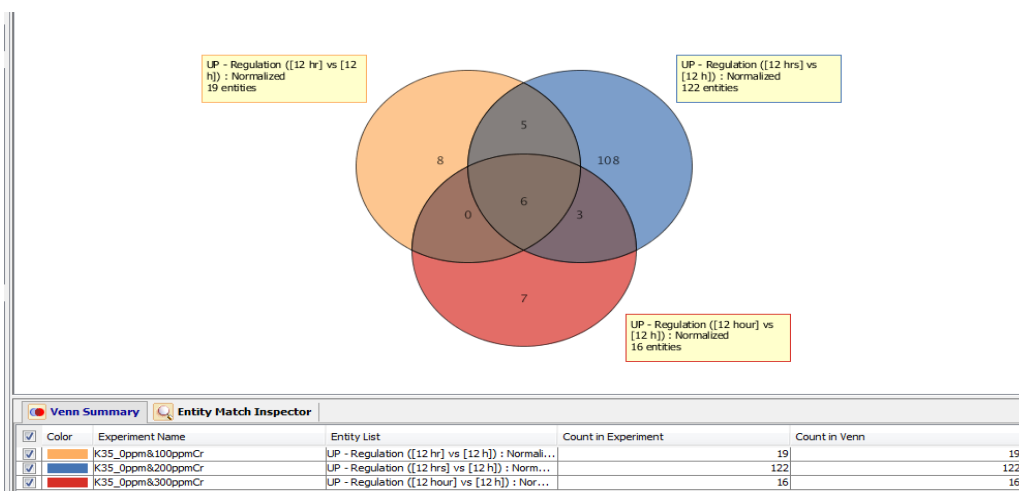 UP - Regulation ([12 hr] vs [12
h]) : Normalized
19 entities
UP - Regulation ([12 hrs] vs
[12 h]) : Normalized
122 entities
5
8
108
6
0
3
7
UP - Regulation ([12 hour] vs
[12 h]) : Normalized
16 entities
Venn Summary Entity Match Inspector
Color Experiment Name Entity List Count in Experiment Count in Venn
K35_0ppm&100ppmCr UP - Regulation ([12 hr] vs [12 h]) : Normali... 19 19
K35_0ppm&200ppmCr UP - Regulation ([12 hrs] vs [12 h]) : Norm... 122 122
K35_0ppm&300ppmCr UP - Regulation ([12 hour] vs [12 h]) : Nor... 16 16